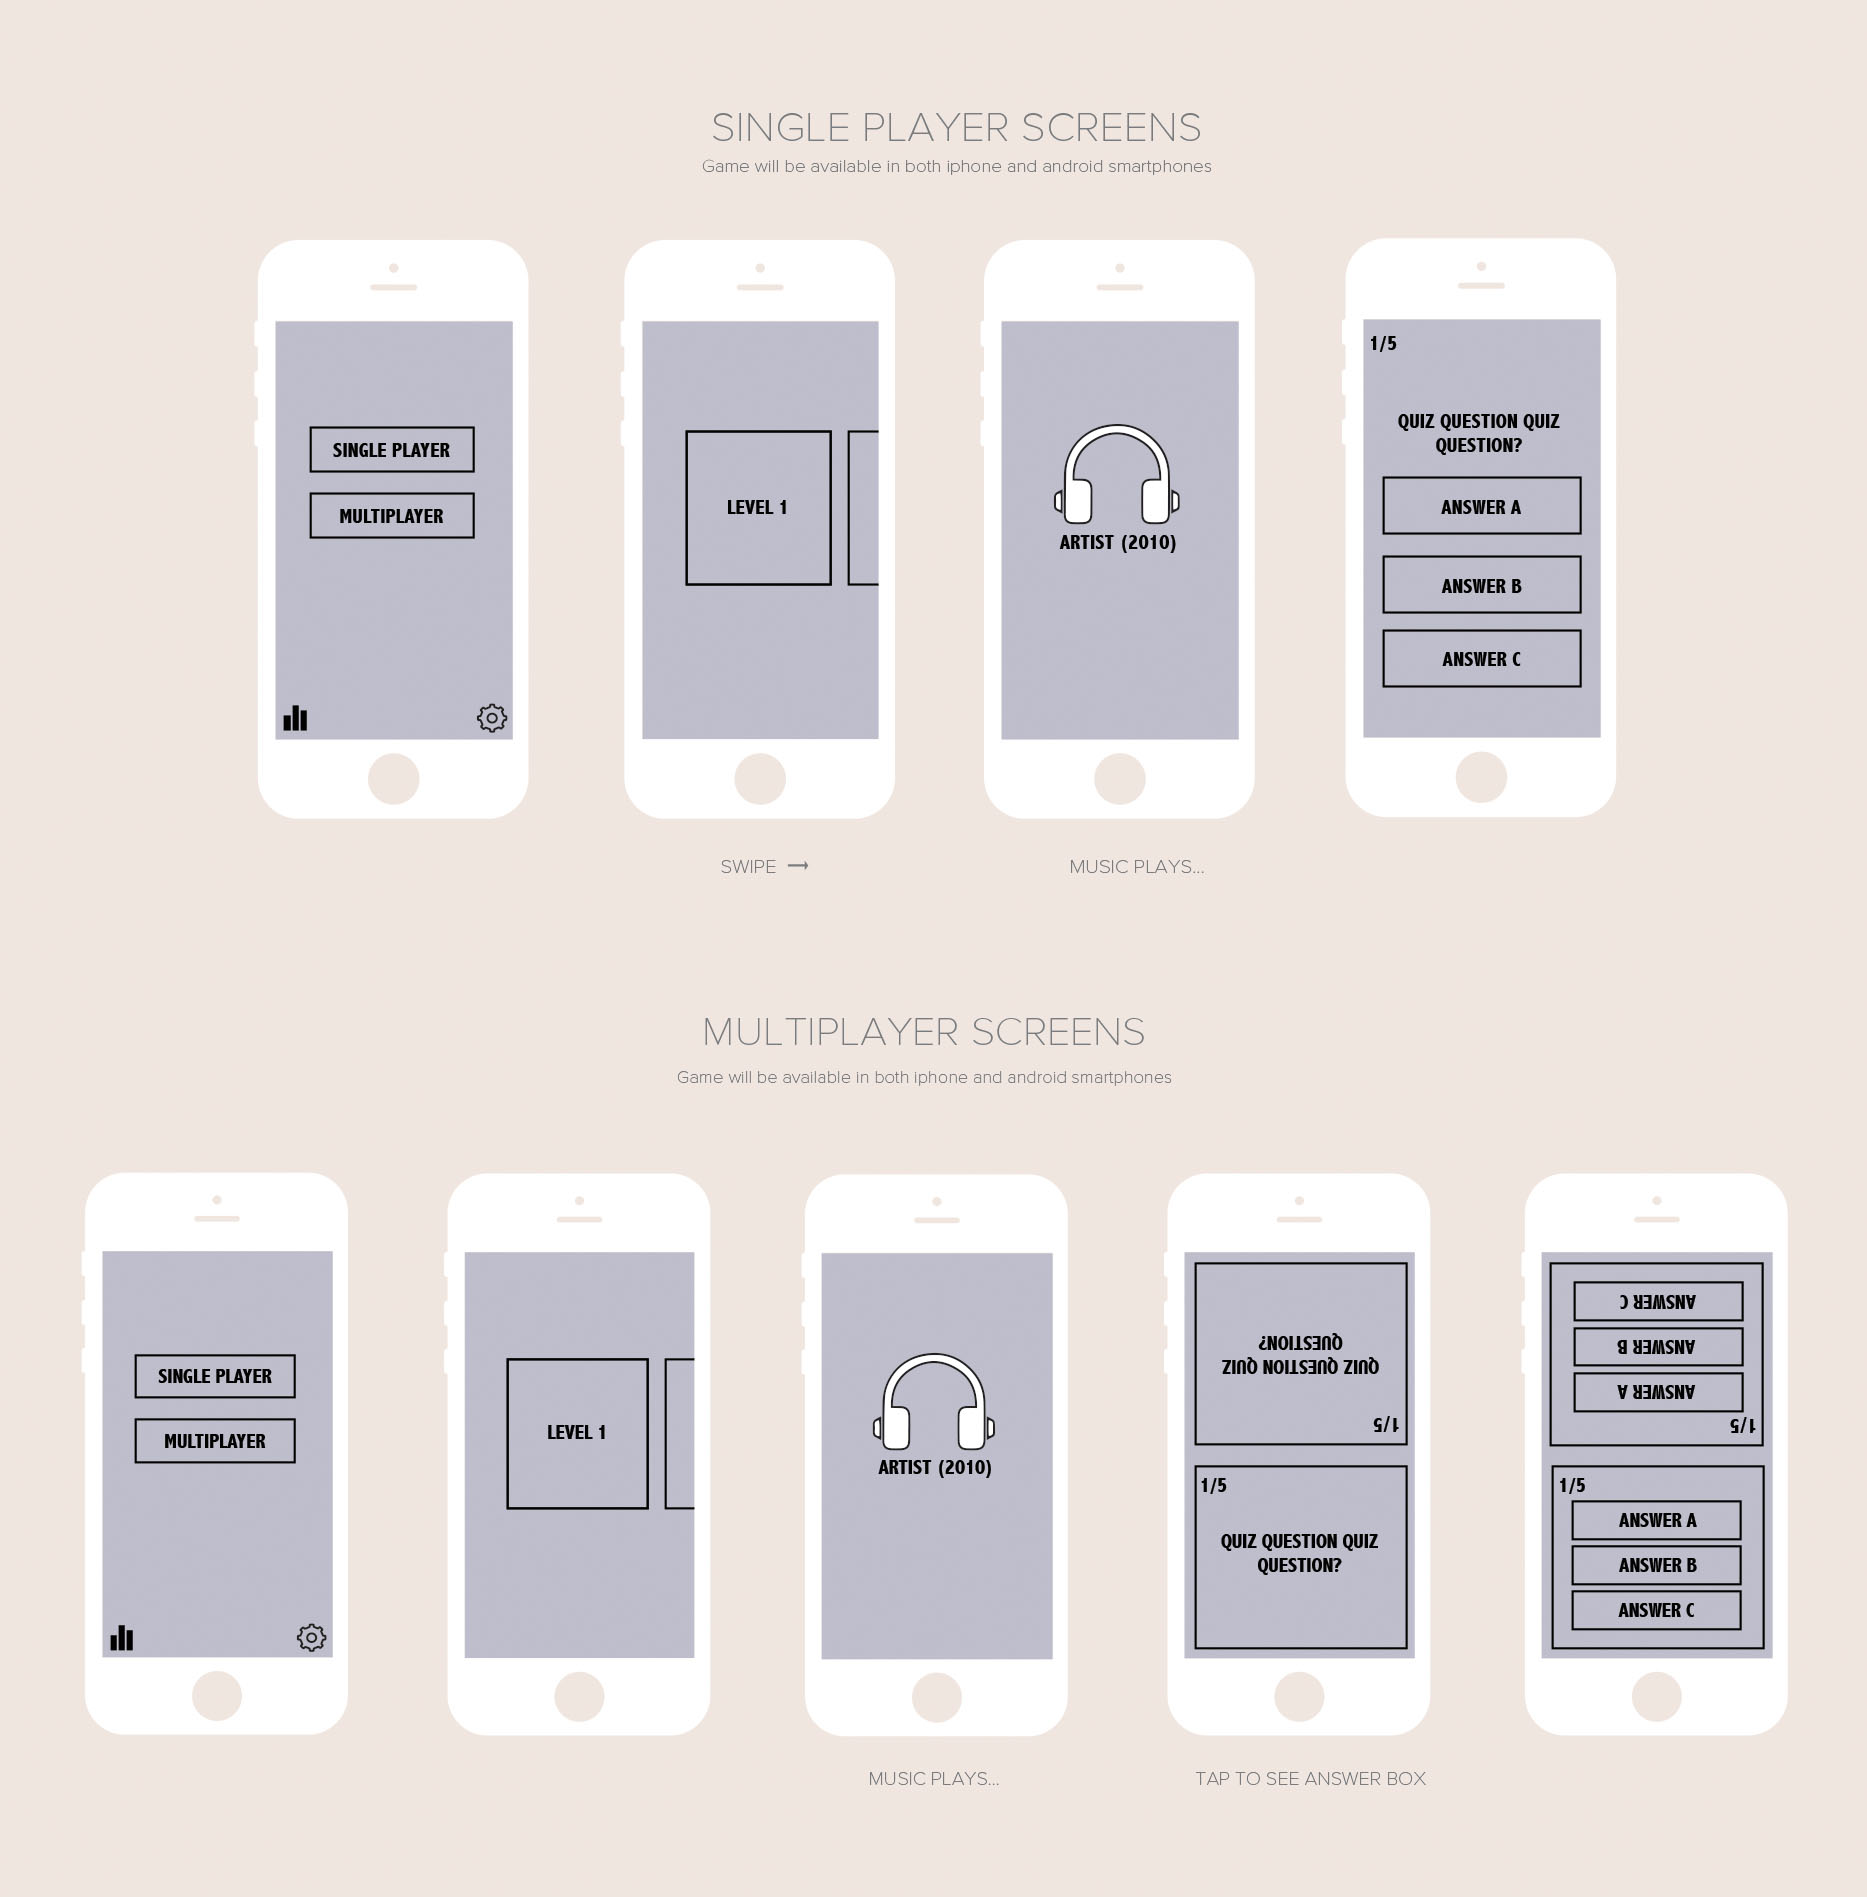 SINGLE PLAYER SCREENS
Game will be available in both iphone and android smartphones
SINGLE PLAYER
MULTIPLAYER
LEVEL 1
ARTIST (2010)
1/5
QUIZ QUESTION QUIZ
QUESTION?
ANSWER A
ANSWER B
ANSWER C
SWIPE →
MUSIC PLAYS...
MULTIPLAYER SCREENS
Game will be available in both iphone and android smartphones
SINGLE PLAYER
MULTIPLAYER
LEVEL 1
ARTIST (2010)
1/5
QUIZ QUESTION QUIZ
QUESTION?
1/5
QUIZ QUESTION QUIZ
QUESTION?
1/5
ANSWER A
ANSWER B
ANSWER C
1/5
ANSWER A
ANSWER B
ANSWER C
MUSIC PLAYS...
TAP TO SEE ANSWER BOX